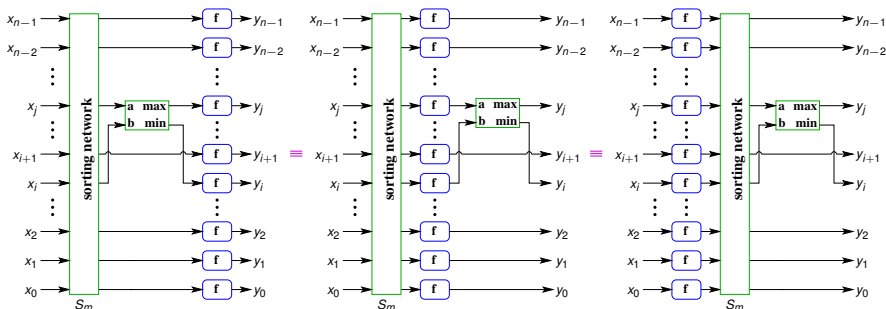 x_{n−1} f y_{n−1} x_{n−1} f y_{n−1} x_{n−1} f y_{n−1}
x_{n−2} f y_{n−2} x_{n−2} f y_{n−2} x_{n−2} f y_{n−2}
x_j a max f y_j x_j f a max y_j x_j f a max y_j
b min b min b min
sorting network sorting network sorting network
x_{i+1} f y_{i+1} ≡ x_{i+1} f y_{i+1} ≡ x_{i+1} f y_{i+1}
x_i f y_i x_i f y_i x_i f y_i
x_2 f y_2 x_2 f y_2 x_2 f y_2
x_1 f y_1 x_1 f y_1 x_1 f y_1
x_0 f y_0 x_0 f y_0 x_0 f y_0
S_m S_m S_m